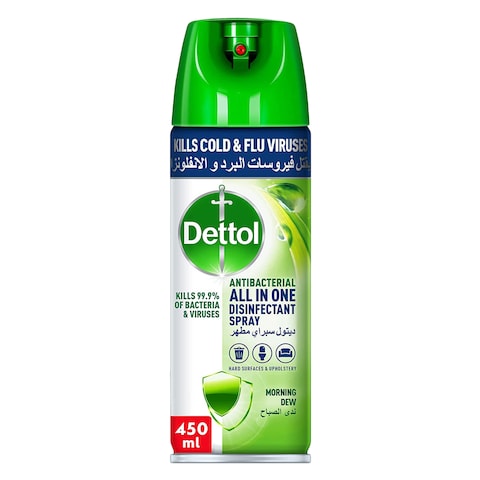 KILLS COLD & FLU VIRUSES
يقتل فيروسات البرد و الانفلونزا
Dettol
KILLS 99.9%
OF BACTERIA
& VIRUSES
ANTIBACTERIAL
ALL IN ONE
DISINFECTANT
SPRAY
ديتول سبراي مطهر
HARD SURFACES & UPHOLSTERY
MORNING
DEW
ندى الصباح
450
ml